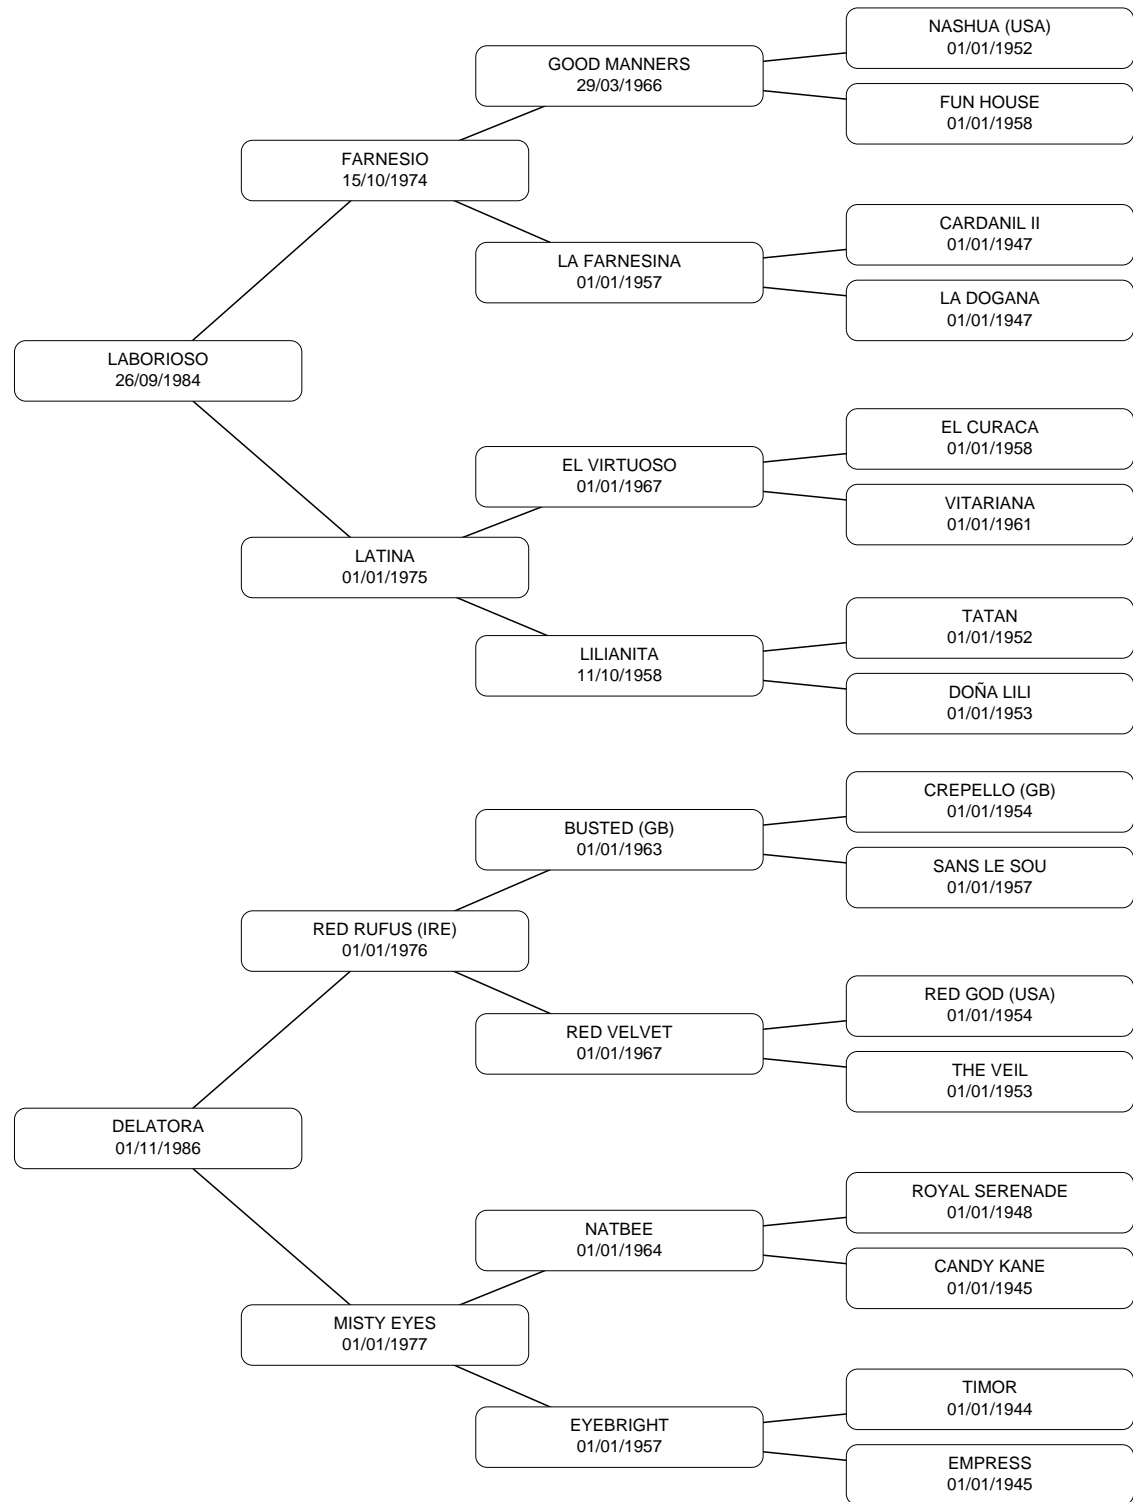 NASHUA (USA)
01/01/1952
GOOD MANNERS
29/03/1966
FUN HOUSE
01/01/1958
FARNESIO
15/10/1974
CARDANIL II
01/01/1947
LA FARNESINA
01/01/1957
LA DOGANA
01/01/1947
LABORIOSO
26/09/1984
EL CURACA
01/01/1958
EL VIRTUOSO
01/01/1967
VITARIANA
01/01/1961
LATINA
01/01/1975
TATAN
01/01/1952
LILIANITA
11/10/1958
DOÑA LILI
01/01/1953
CREPELLO (GB)
01/01/1954
BUSTED (GB)
01/01/1963
SANS LE SOU
01/01/1957
RED RUFUS (IRE)
01/01/1976
RED GOD (USA)
01/01/1954
RED VELVET
01/01/1967
THE VEIL
01/01/1953
DELATORA
01/11/1986
ROYAL SERENADE
01/01/1948
NATBEE
01/01/1964
CANDY KANE
01/01/1945
MISTY EYES
01/01/1977
TIMOR
01/01/1944
EYEBRIGHT
01/01/1957
EMPRESS
01/01/1945